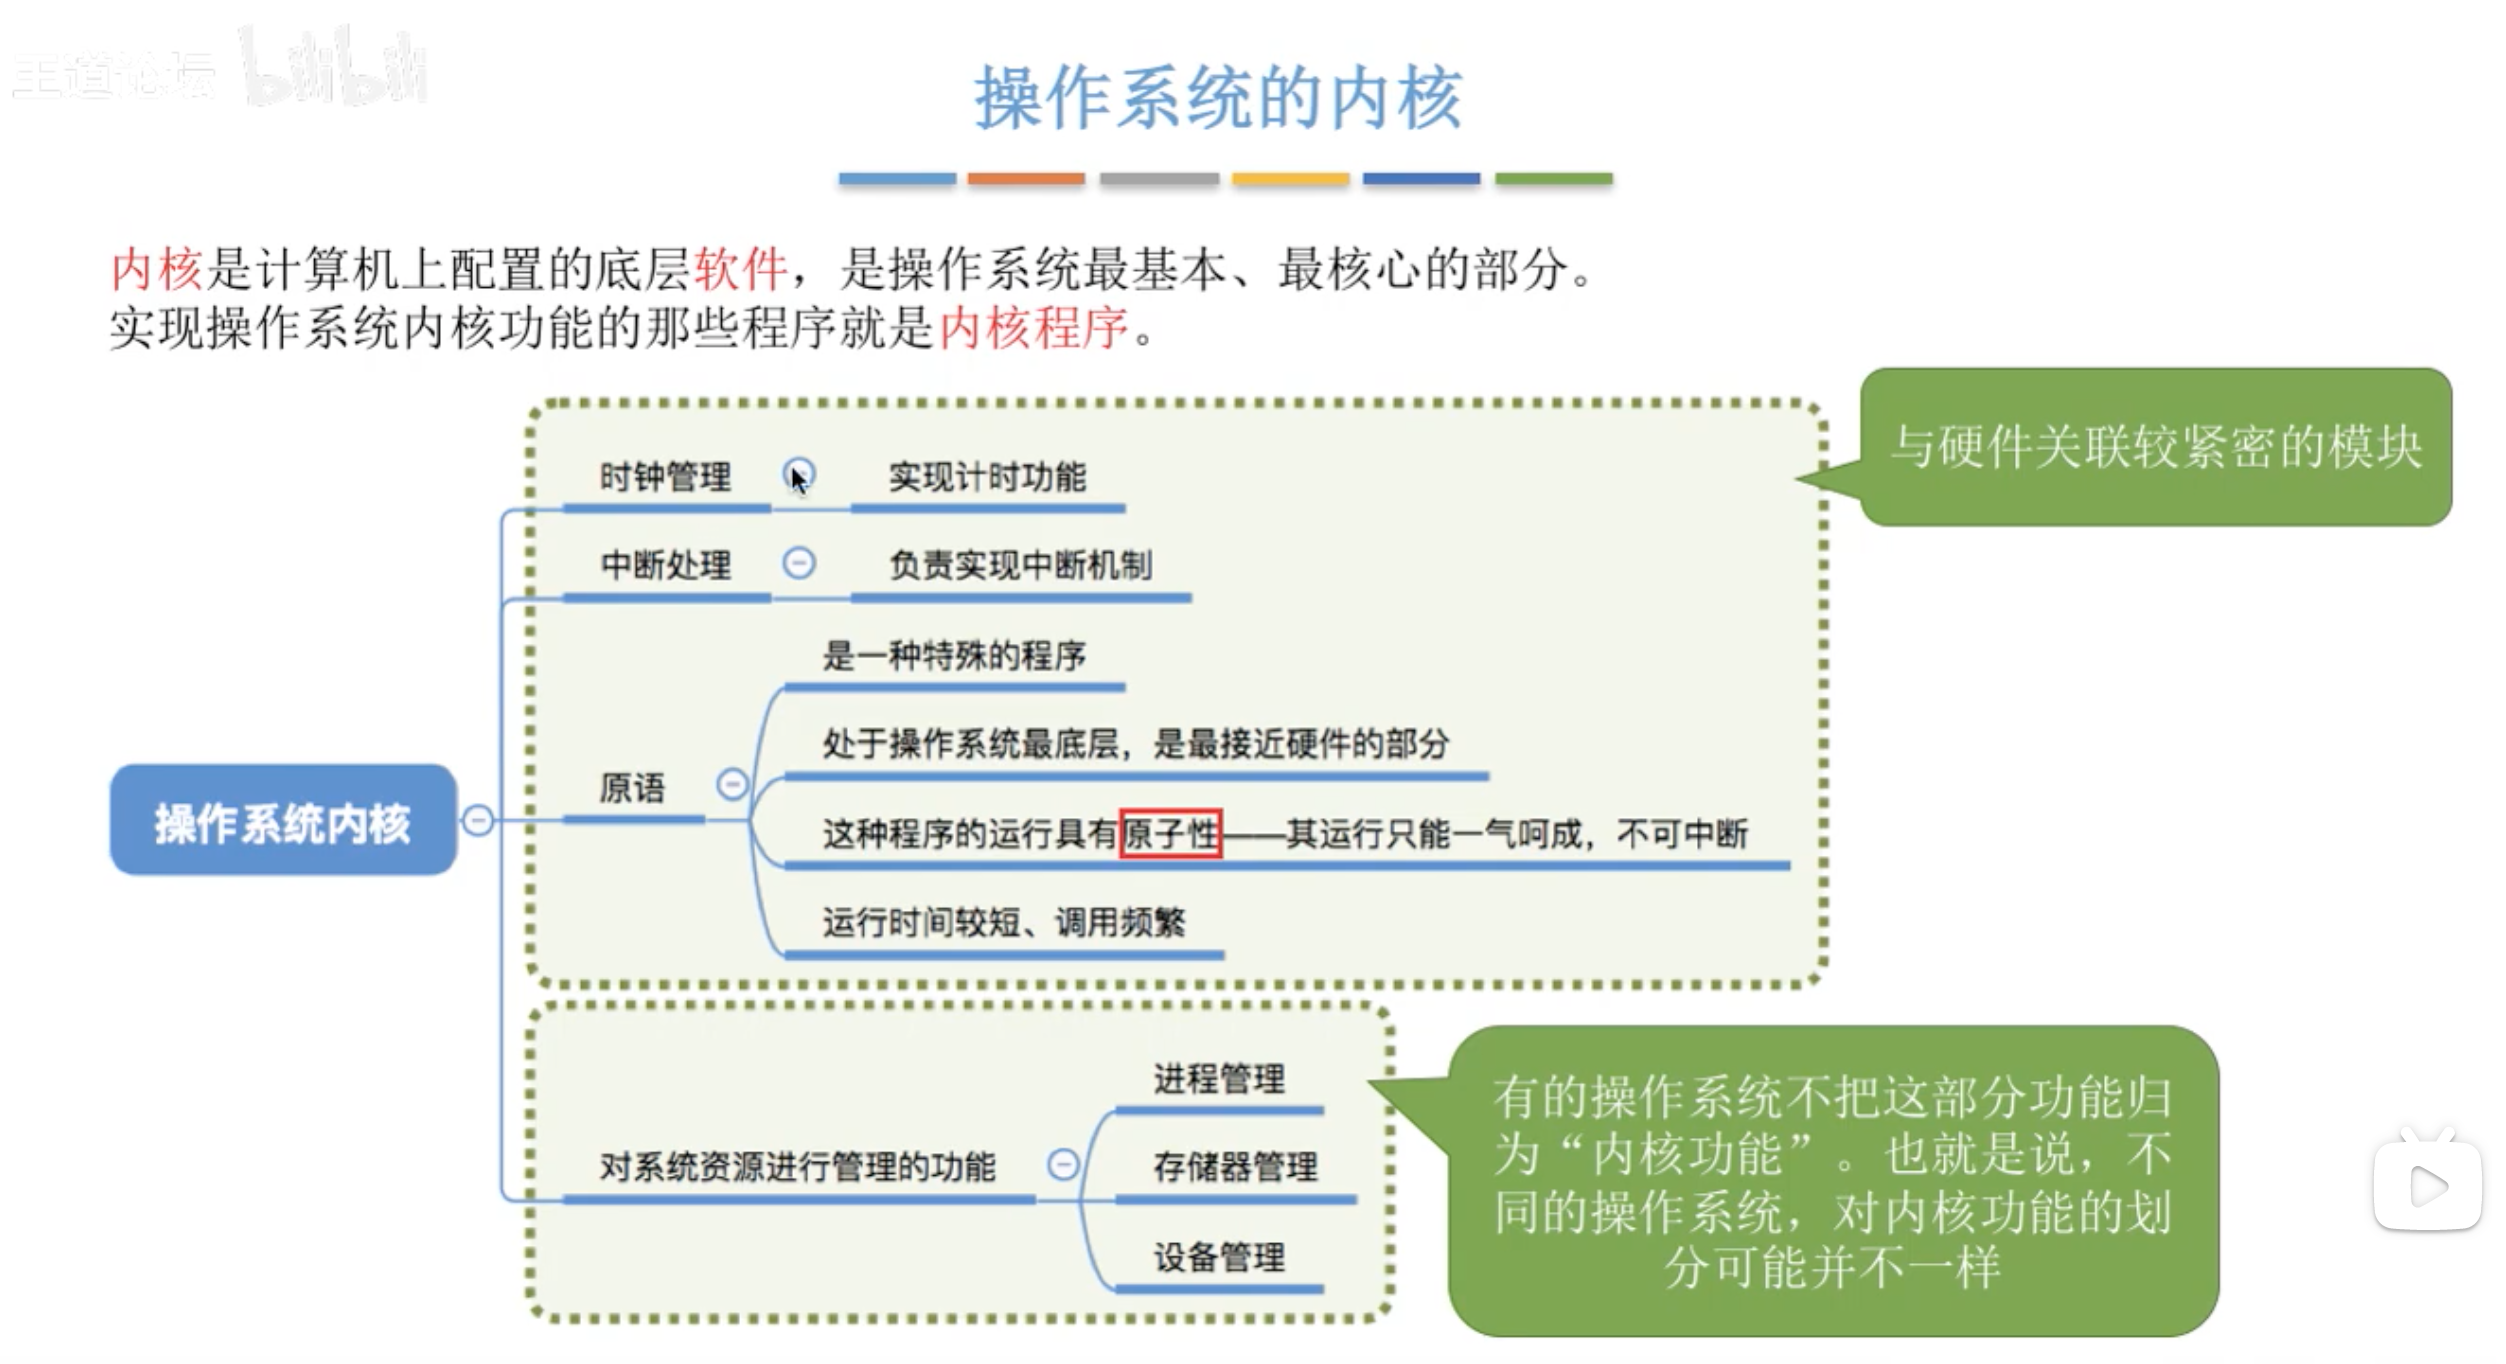 王道论坛 bilibili
操作系统的内核
内核是计算机上配置的底层软件，是操作系统最基本、最核心的部分。
实现操作系统内核功能的那些程序就是内核程序。
与硬件关联较紧密的模块
时钟管理 实现计时功能
中断处理 负责实现中断机制
是一种特殊的程序
处于操作系统最底层，是最接近硬件的部分
原语
操作系统内核
这种程序的运行具有原子性——其运行只能一气呵成，不可中断
运行时间较短、调用频繁
进程管理
对系统资源进行管理的功能
存储器管理
设备管理
有的操作系统不把这部分功能归
为“内核功能”。也就是说，不
同的操作系统，对内核功能的划
分可能并不一样